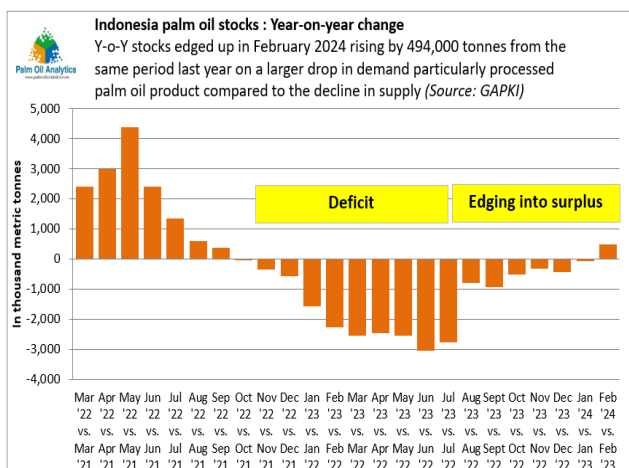 Indonesia palm oil stocks : Year-on-year change
Y-o-Y stocks edged up in February 2024 rising by 494,000 tonnes from the
same period last year on a larger drop in demand particularly processed
palm oil product compared to the decline in supply (Source: GAPKI)
Palm Oil Analytics
www.palmoilanalytics.com
5,000
4,000
3,000
2,000
1,000
0
-1,000
-2,000
-3,000
-4,000
In thousand metric tonnes
Deficit
Edging into surplus
Mar Apr May Jun Jul Aug Sep Oct Nov Dec Jan Feb Mar Apr May Jun Jul Aug Sept Oct Nov Dec Jan Feb
'22 '22 '22 '22 '22 '22 '22 '22 '22 '22 '23 '23 '23 '23 '23 '23 '23 '23 '23 '23 '23 '23 '24 '24
vs. vs. vs. vs. vs. vs. vs. vs. vs. vs. vs. vs. vs. vs. vs. vs. vs. vs. vs. vs. vs. vs. vs. vs.
Mar Apr May Jun Jul Aug Sep Oct Nov Dec Jan Feb Mar Apr May Jun Jul Aug Sept Oct Nov Dec Jan Feb
'21 '21 '21 '21 '21 '21 '21 '21 '21 '21 '22 '22 '22 '22 '22 '22 '22 '22 '22 '22 '22 '22 '23 '23